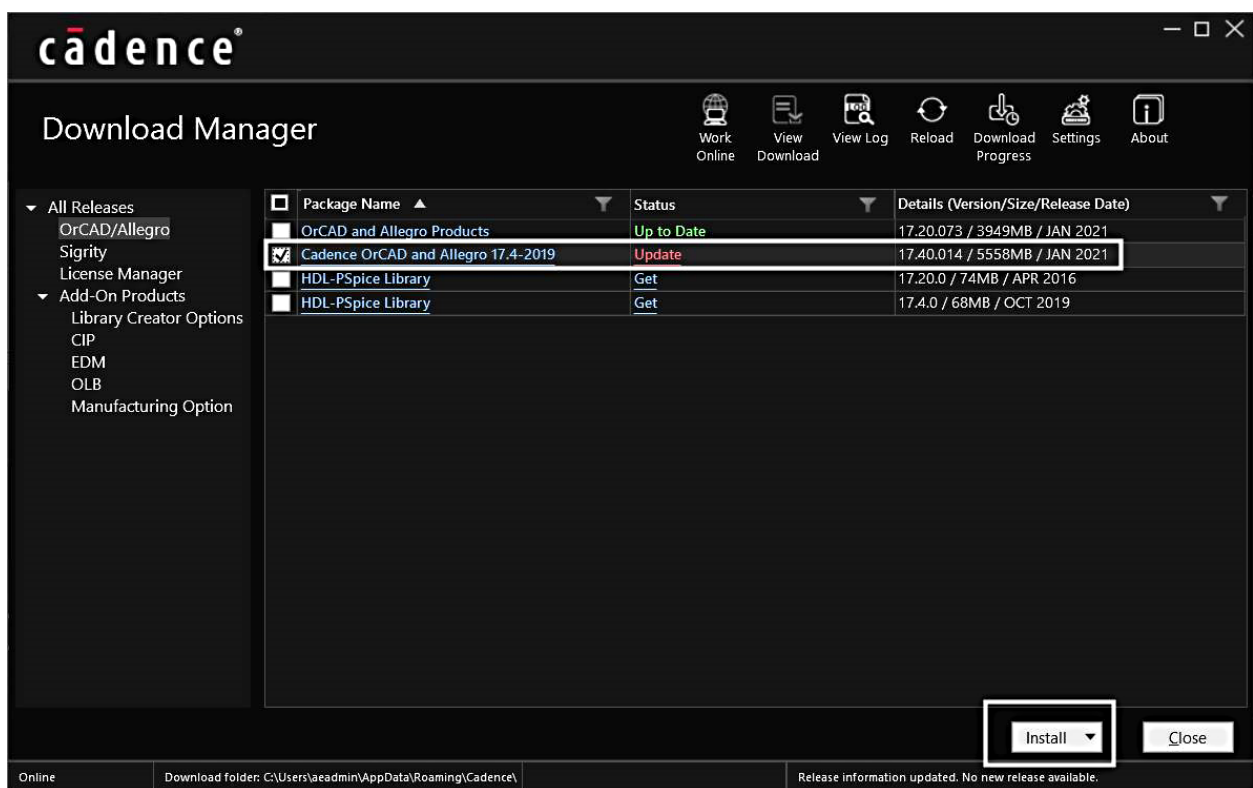 cādence®
Download Manager
Work Online
View Download
View Log
Reload
Download Progress
Settings
About
All Releases
OrCAD/Allegro
Sigrity
License Manager
Add-On Products
Library Creator Options
CIP
EDM
OLB
Manufacturing Option
Package Name Status Details (Version/Size/Release Date)
OrCAD and Allegro Products Up to Date 17.20.073 / 3949MB / JAN 2021
Cadence OrCAD and Allegro 17.4-2019 Update 17.40.014 / 5558MB / JAN 2021
HDL-PSpice Library Get 17.20.0 / 74MB / APR 2016
HDL-PSpice Library Get 17.4.0 / 68MB / OCT 2019
Install Close
Online Download folder: C:\Users\aeadmin\AppData\Roaming\Cadence\ Release information updated. No new release available.